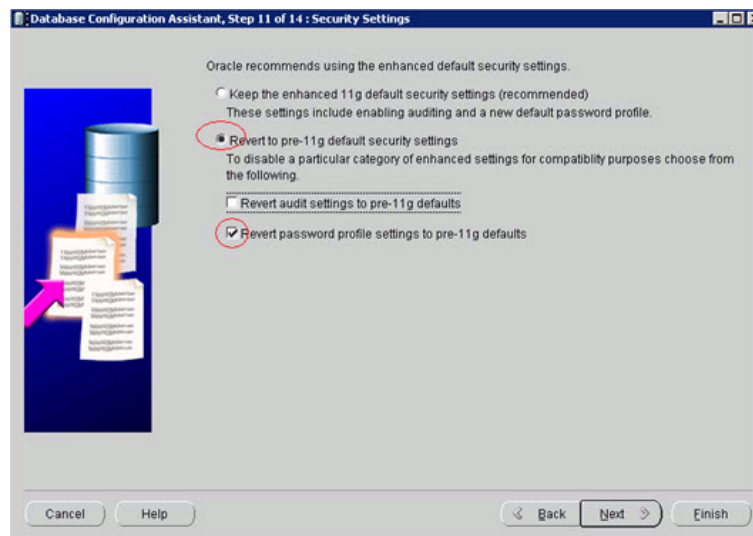 Database Configuration Assistant, Step 11 of 14 : Security Settings
Oracle recommends using the enhanced default security settings.
Keep the enhanced 11g default security settings (recommended)
These settings include enabling auditing and a new default password profile.
Revert to pre-11g default security settings
To disable a particular category of enhanced settings for compatiblity purposes choose from
the following.
Revert audit settings to pre-11g defaults
Revert password profile settings to pre-11g defaults
Cancel
Help
Back
Next
Finish